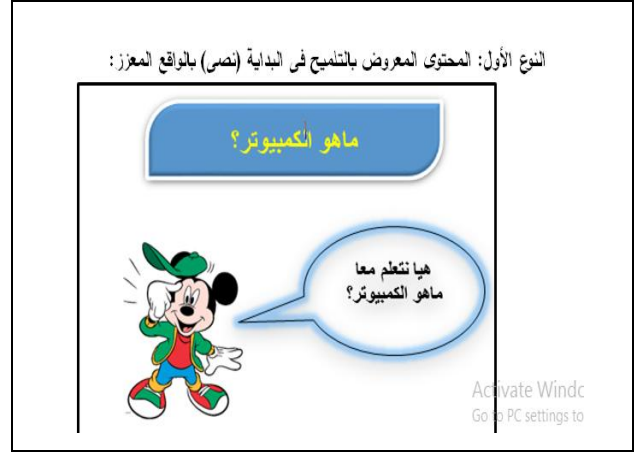 النوع الأول: المحتوى المعروض بالتلميح فى البداية (نصى) بالواقع المعزز:
ماهو الكمبيوتر؟
هيا نتعلم معا
ماهو الكمبيوتر؟
Activate Windc
Go to PC settings to